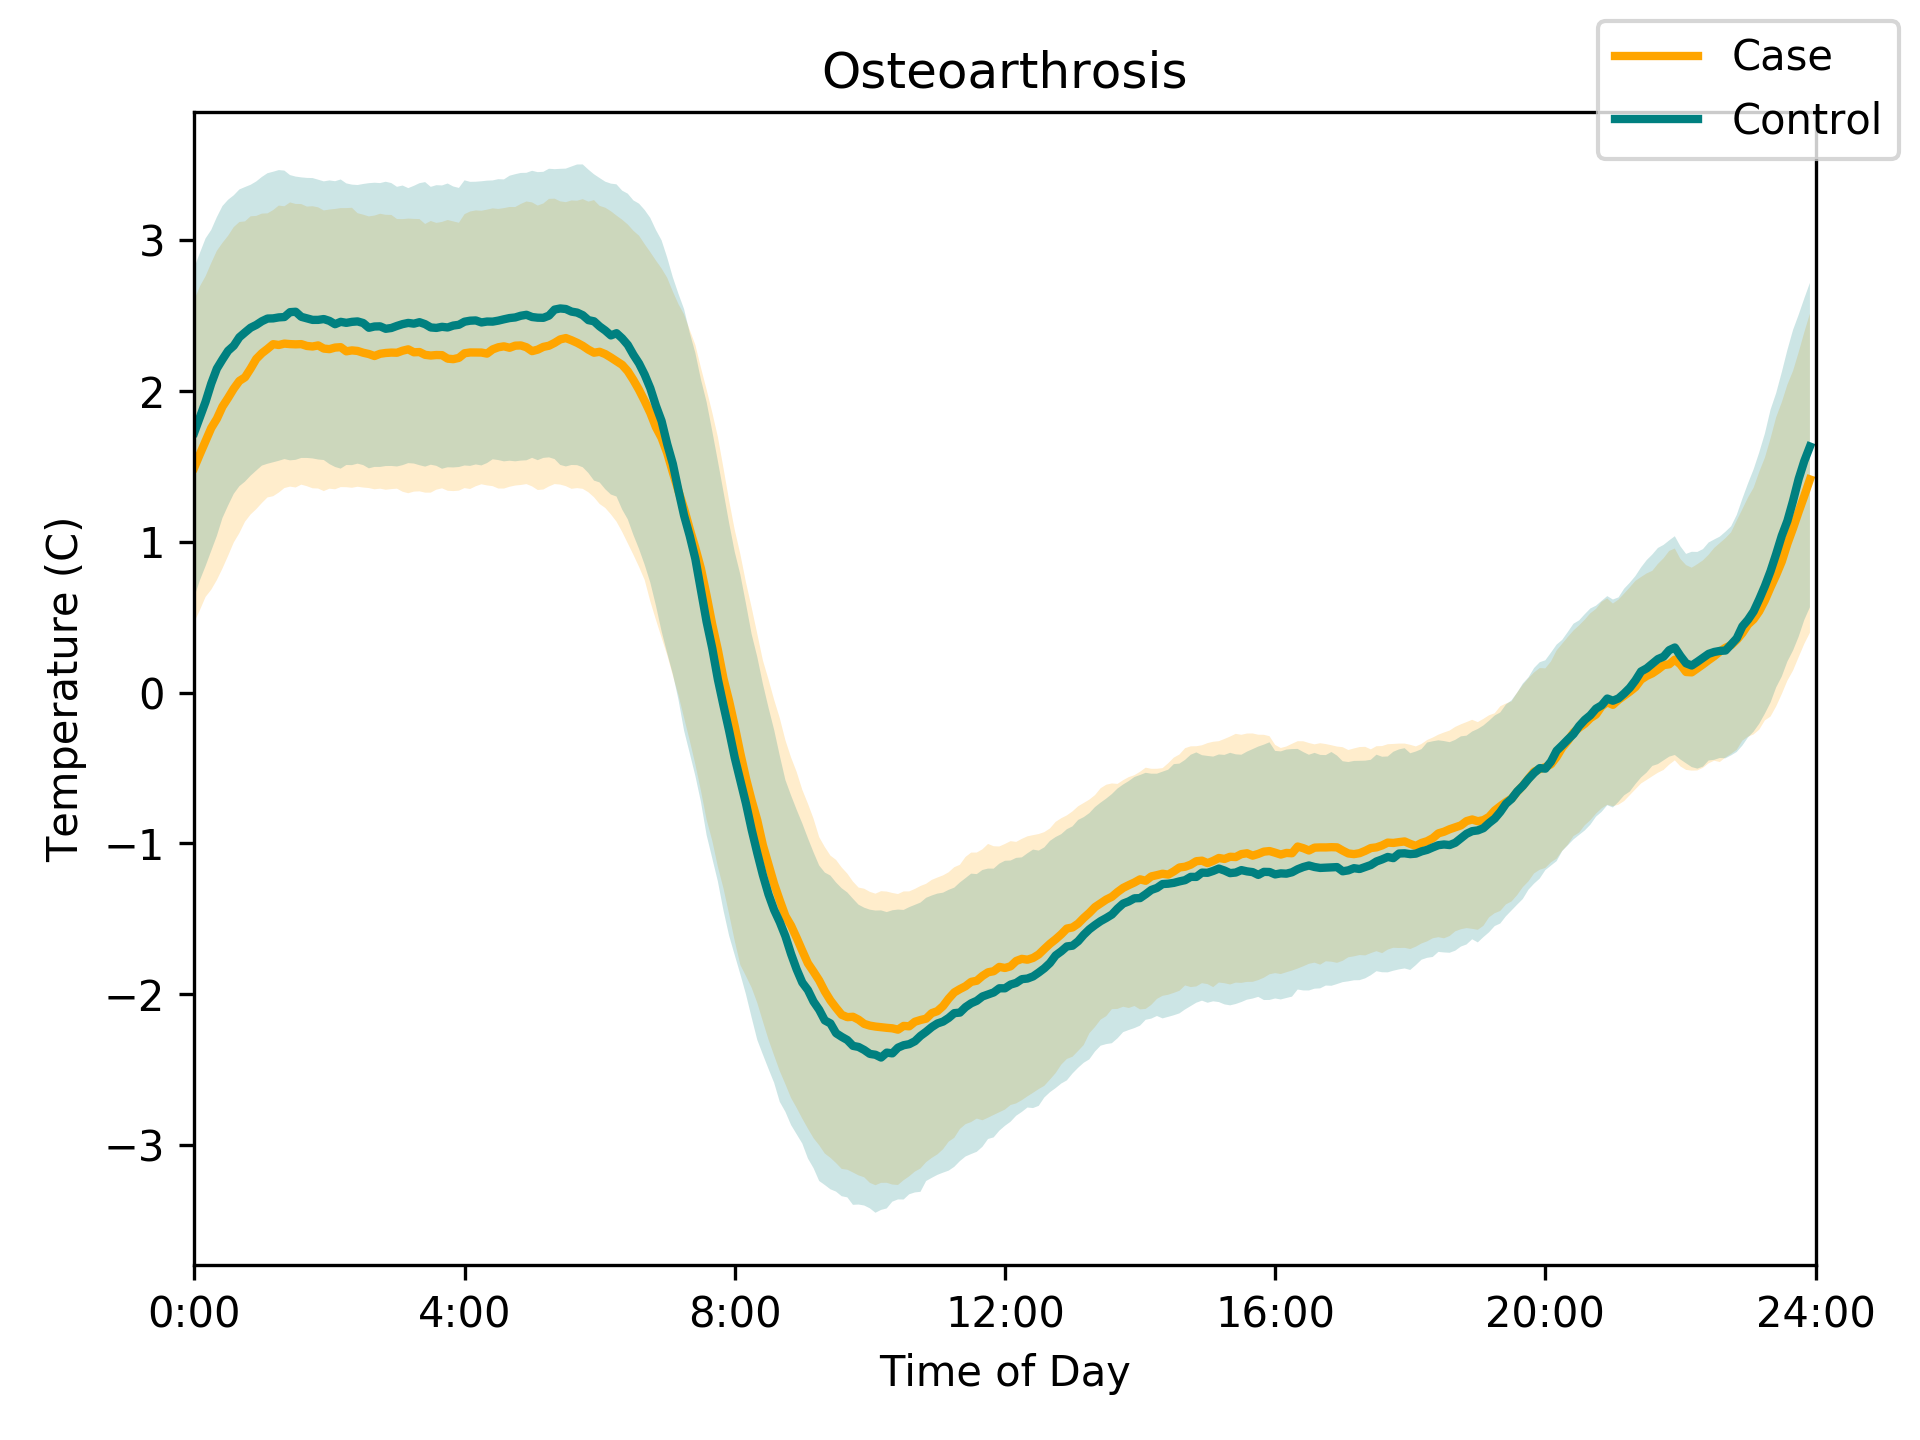 Osteoarthrosis
Case
Control
Temperature (C)
3
2
1
0
−1
−2
−3
0:00 4:00 8:00 12:00 16:00 20:00 24:00
Time of Day